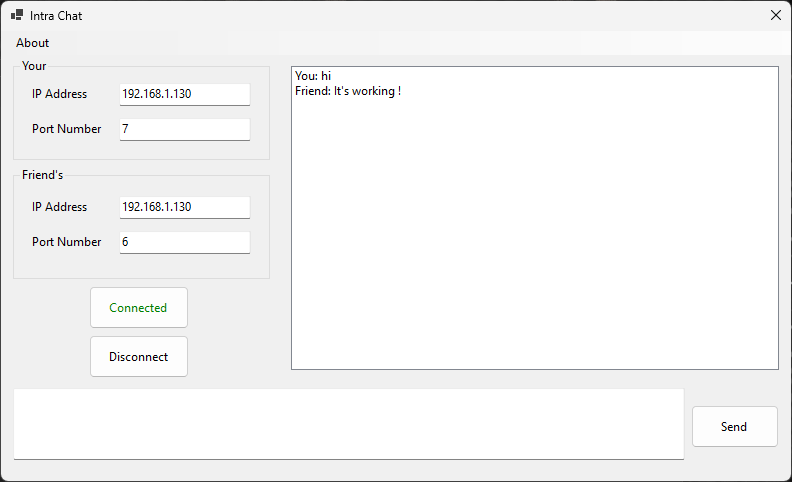 Intra Chat
About
Your
IP Address 192.168.1.130
Port Number 7
Friend's
IP Address 192.168.1.130
Port Number 6
Connected
Disconnect
You: hi
Friend: It's working !
Send